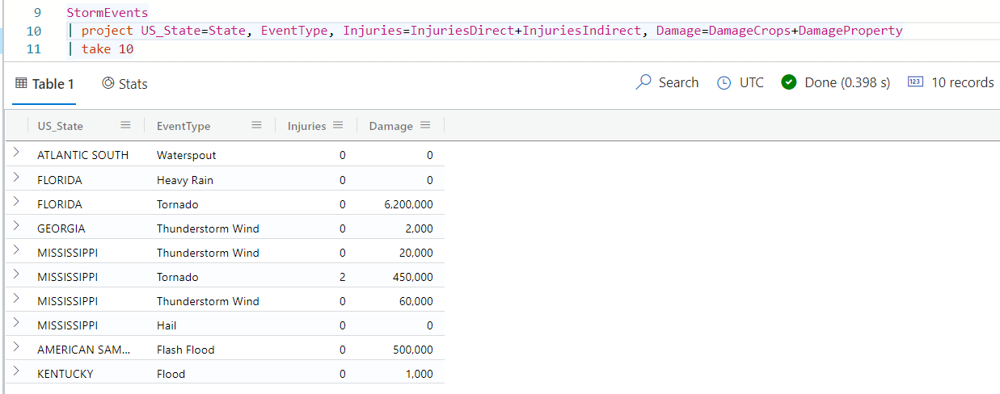 9 StormEvents
10 | project US_State=State, EventType, Injuries=InjuriesDirect+InjuriesIndirect, Damage=DamageCrops+DamageProperty
11 | take 10
Table 1 Stats Search UTC Done (0.398 s) 123 10 records
US_State EventType Injuries Damage
ATLANTIC SOUTH Waterspout 0 0
FLORIDA Heavy Rain 0 0
FLORIDA Tornado 0 6,200,000
GEORGIA Thunderstorm Wind 0 2,000
MISSISSIPPI Thunderstorm Wind 0 20,000
MISSISSIPPI Tornado 2 450,000
MISSISSIPPI Thunderstorm Wind 0 60,000
MISSISSIPPI Hail 0 0
AMERICAN SAM... Flash Flood 0 500,000
KENTUCKY Flood 0 1,000